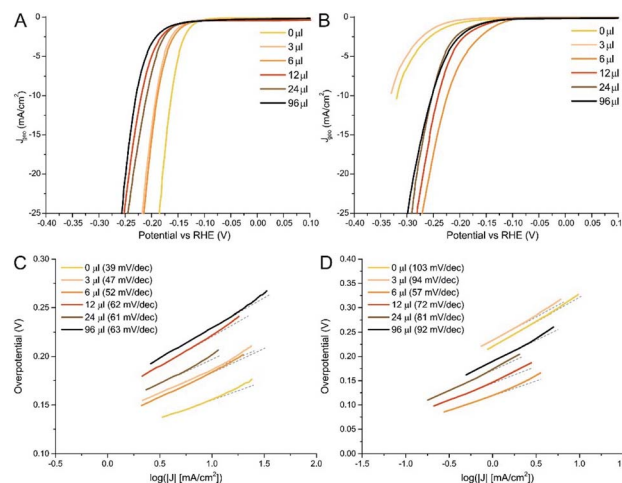 A
J_geo (mA/cm²)
0
-5
-10
-15
-20
-25
0 µl
3 µl
6 µl
12 µl
24 µl
96 µl
-0.40 -0.35 -0.30 -0.25 -0.20 -0.15 -0.10 -0.05 0.00 0.05 0.10
Potential vs RHE (V)
B
J_geo (mA/cm²)
0
-5
-10
-15
-20
-25
0 µl
3 µl
6 µl
12 µl
24 µl
96 µl
-0.40 -0.35 -0.30 -0.25 -0.20 -0.15 -0.10 -0.05 0.00 0.05 0.10
Potential vs RHE (V)
C
Overpotential (V)
0.30
0.25
0.20
0.15
0.10
0 µl (39 mV/dec)
3 µl (47 mV/dec)
6 µl (52 mV/dec)
12 µl (62 mV/dec)
24 µl (61 mV/dec)
96 µl (63 mV/dec)
-0.5 0.0 0.5 1.0 1.5 2.0
log(|J| [mA/cm²])
D
Overpotential (V)
0.40
0.35
0.30
0.25
0.20
0.15
0.10
0.05
0.00
0 µl (103 mV/dec)
3 µl (94 mV/dec)
6 µl (57 mV/dec)
12 µl (72 mV/dec)
24 µl (81 mV/dec)
96 µl (92 mV/dec)
-1.5 -1.0 -0.5 0.0 0.5 1.0 1.5
log(|J| [mA/cm²])